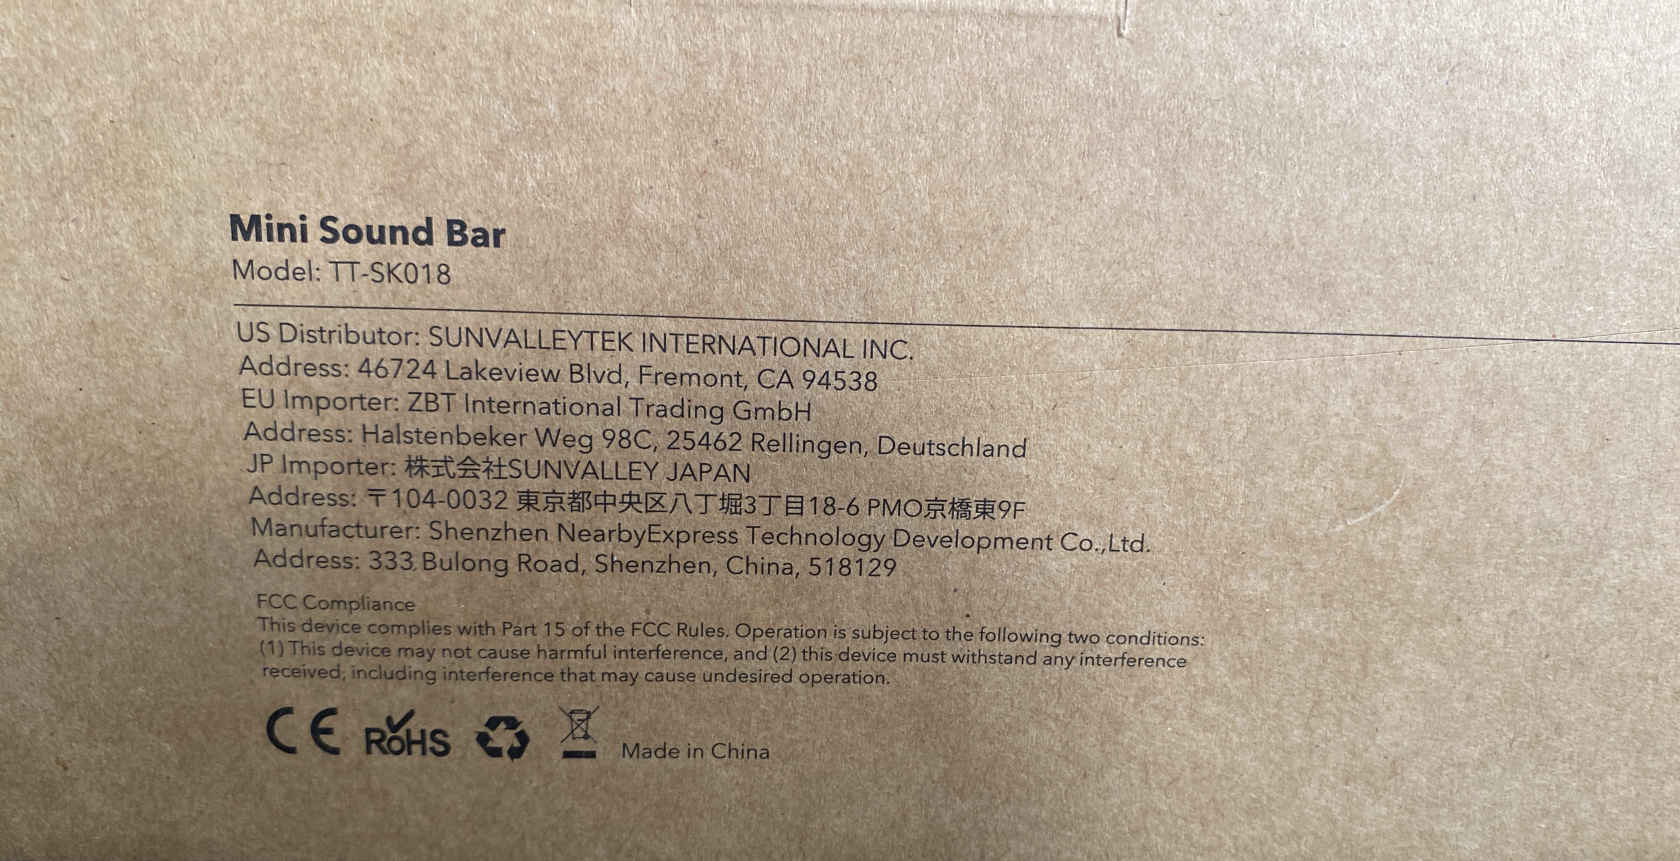 Mini Sound Bar
Model: TT-SK018
US Distributor: SUNVALLEYTEK INTERNATIONAL INC.
Address: 46724 Lakeview Blvd, Fremont, CA 94538
EU Importer: ZBT International Trading GmbH
Address: Halstenbeker Weg 98C, 25462 Rellingen, Deutschland
JP Importer: 株式会社SUNVALLEY JAPAN
Address: 〒104-0032 東京都中央区八丁堀3丁目18-6 PMO京橋東9F
Manufacturer: Shenzhen NearbyExpress Technology Development Co.,Ltd.
Address: 333 Bulong Road, Shenzhen, China, 518129
FCC Compliance
This device complies with Part 15 of the FCC Rules. Operation is subject to the following two conditions:
(1) This device may not cause harmful interference, and (2) this device must withstand any interference
received, including interference that may cause undesired operation.
CE RoHS Made in China